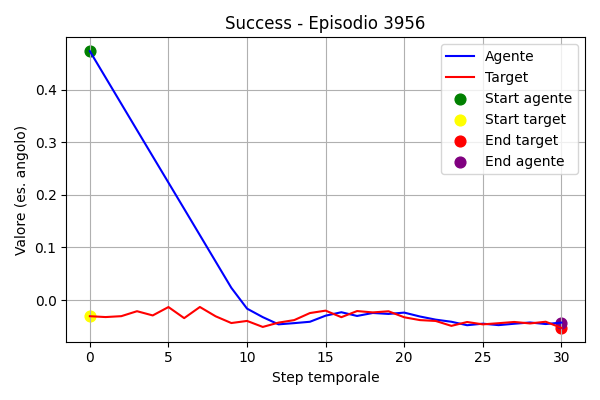 Success - Episodio 3956
Agente
Target
Start agente
Start target
End target
End agente
Valore (es. angolo)
0.4
0.3
0.2
0.1
0.0
0 5 10 15 20 25 30
Step temporale